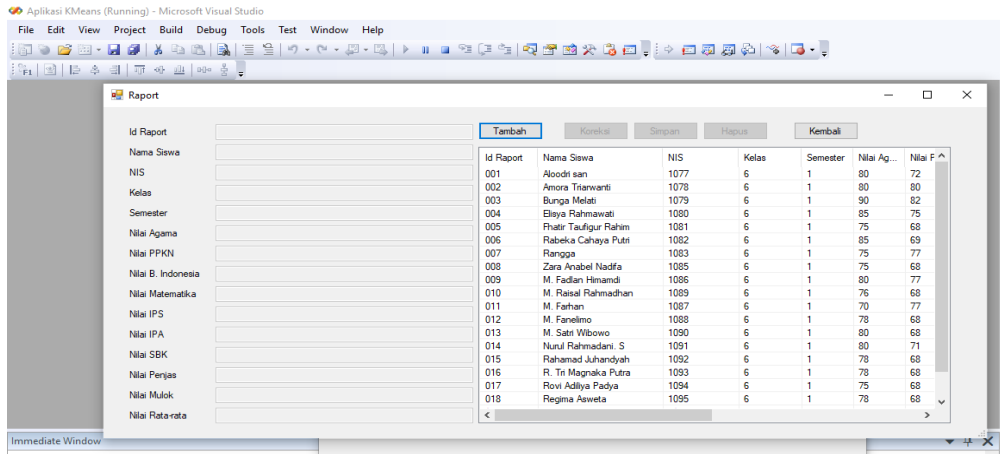 Aplikasi KMeans (Running) - Microsoft Visual Studio
File Edit View Project Build Debug Tools Test Window Help
Raport
Id Raport
Nama Siswa
NIS
Kelas
Semester
Nilai Agama
Nilai PPKN
Nilai B. Indonesia
Nilai Matematika
Nilai IPS
Nilai IPA
Nilai SBK
Nilai Penjas
Nilai Mulok
Nilai Rata-rata
Tambah Koreksi Simpan Hapus Kembali
Id Raport Nama Siswa NIS Kelas Semester Nilai Ag... Nilai P
001 Aloodri san 1077 6 1 80 72
002 Amora Triarwanti 1078 6 1 80 80
003 Bunga Melati 1079 6 1 90 82
004 Elisya Rahmawati 1080 6 1 85 75
005 Fhatir Taufigur Rahim 1081 6 1 75 68
006 Rabeka Cahaya Putri 1082 6 1 85 69
007 Rangga 1083 6 1 75 77
008 Zara Anabel Nadifa 1085 6 1 75 68
009 M. Fadlan Himamdi 1086 6 1 80 77
010 M. Raisal Rahmadhan 1089 6 1 76 68
011 M. Farhan 1087 6 1 70 77
012 M. Fanelimo 1088 6 1 78 68
013 M. Satri Wibowo 1090 6 1 80 68
014 Nurul Rahmadani. S 1091 6 1 80 71
015 Rahamad Juhandyah 1092 6 1 78 68
016 R. Tri Magnaka Putra 1093 6 1 78 68
017 Rovi Adiliya Padya 1094 6 1 75 68
018 Regima Asweta 1095 6 1 78 68
Immediate Window